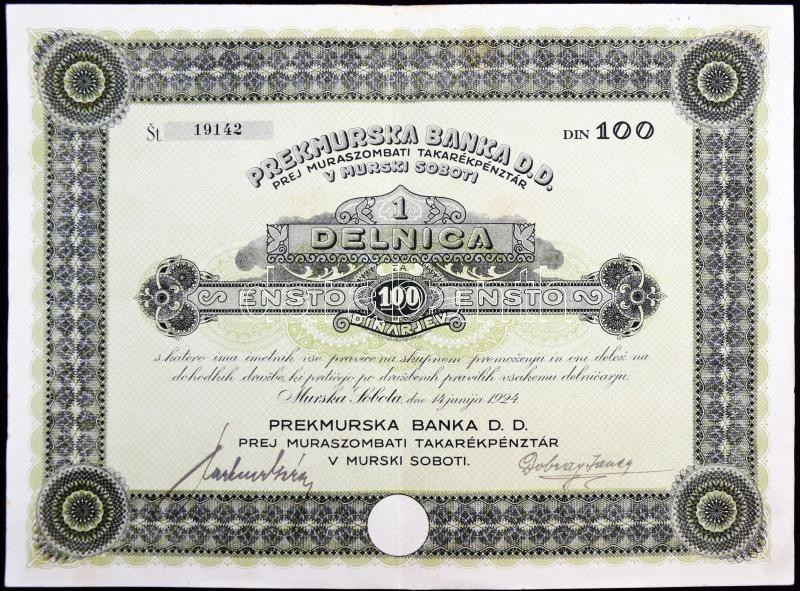 Št. 19142
DIN 100
PREKMURSKA BANKA D.D.
PREJ MURASZOMBATI TAKARÉKPÉNZTÁR
V MURSKI SOBOTI
1
DELNICA
ZA
ENSTO 100 ENSTO
DINARJEV
s katero ima imetnik vse pravice na skupnem premoženju in oni delež na
dohodkih družbe, ki pritičejo po družbenih pravilih vsakemu delničarju.
Murska Sobota, dne 14 junija 1924
PREKMURSKA BANKA D. D.
PREJ MURASZOMBATI TAKARÉKPÉNZTÁR
V MURSKI SOBOTI.